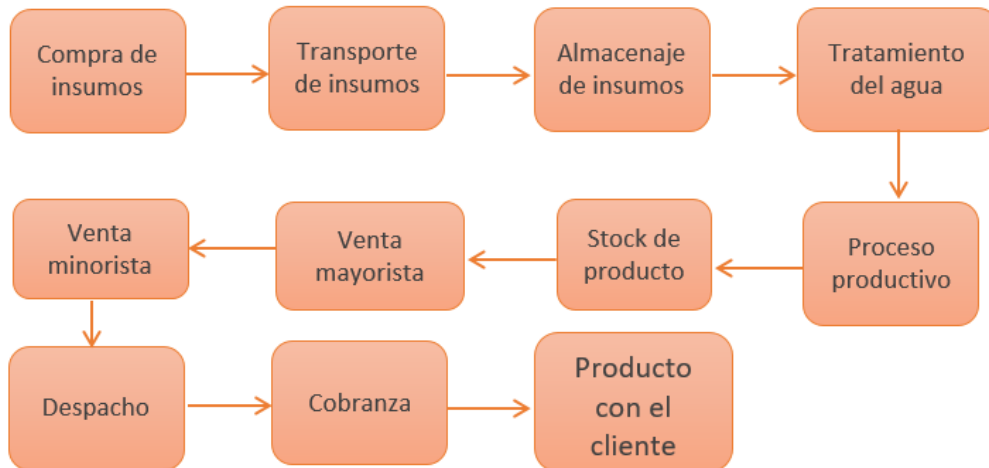 Compra de
insumos
Transporte
de insumos
Almacenaje
de insumos
Tratamiento
del agua
Venta
minorista
Venta
mayorista
Stock de
producto
Proceso
productivo
Despacho
Cobranza
Producto
con el
cliente